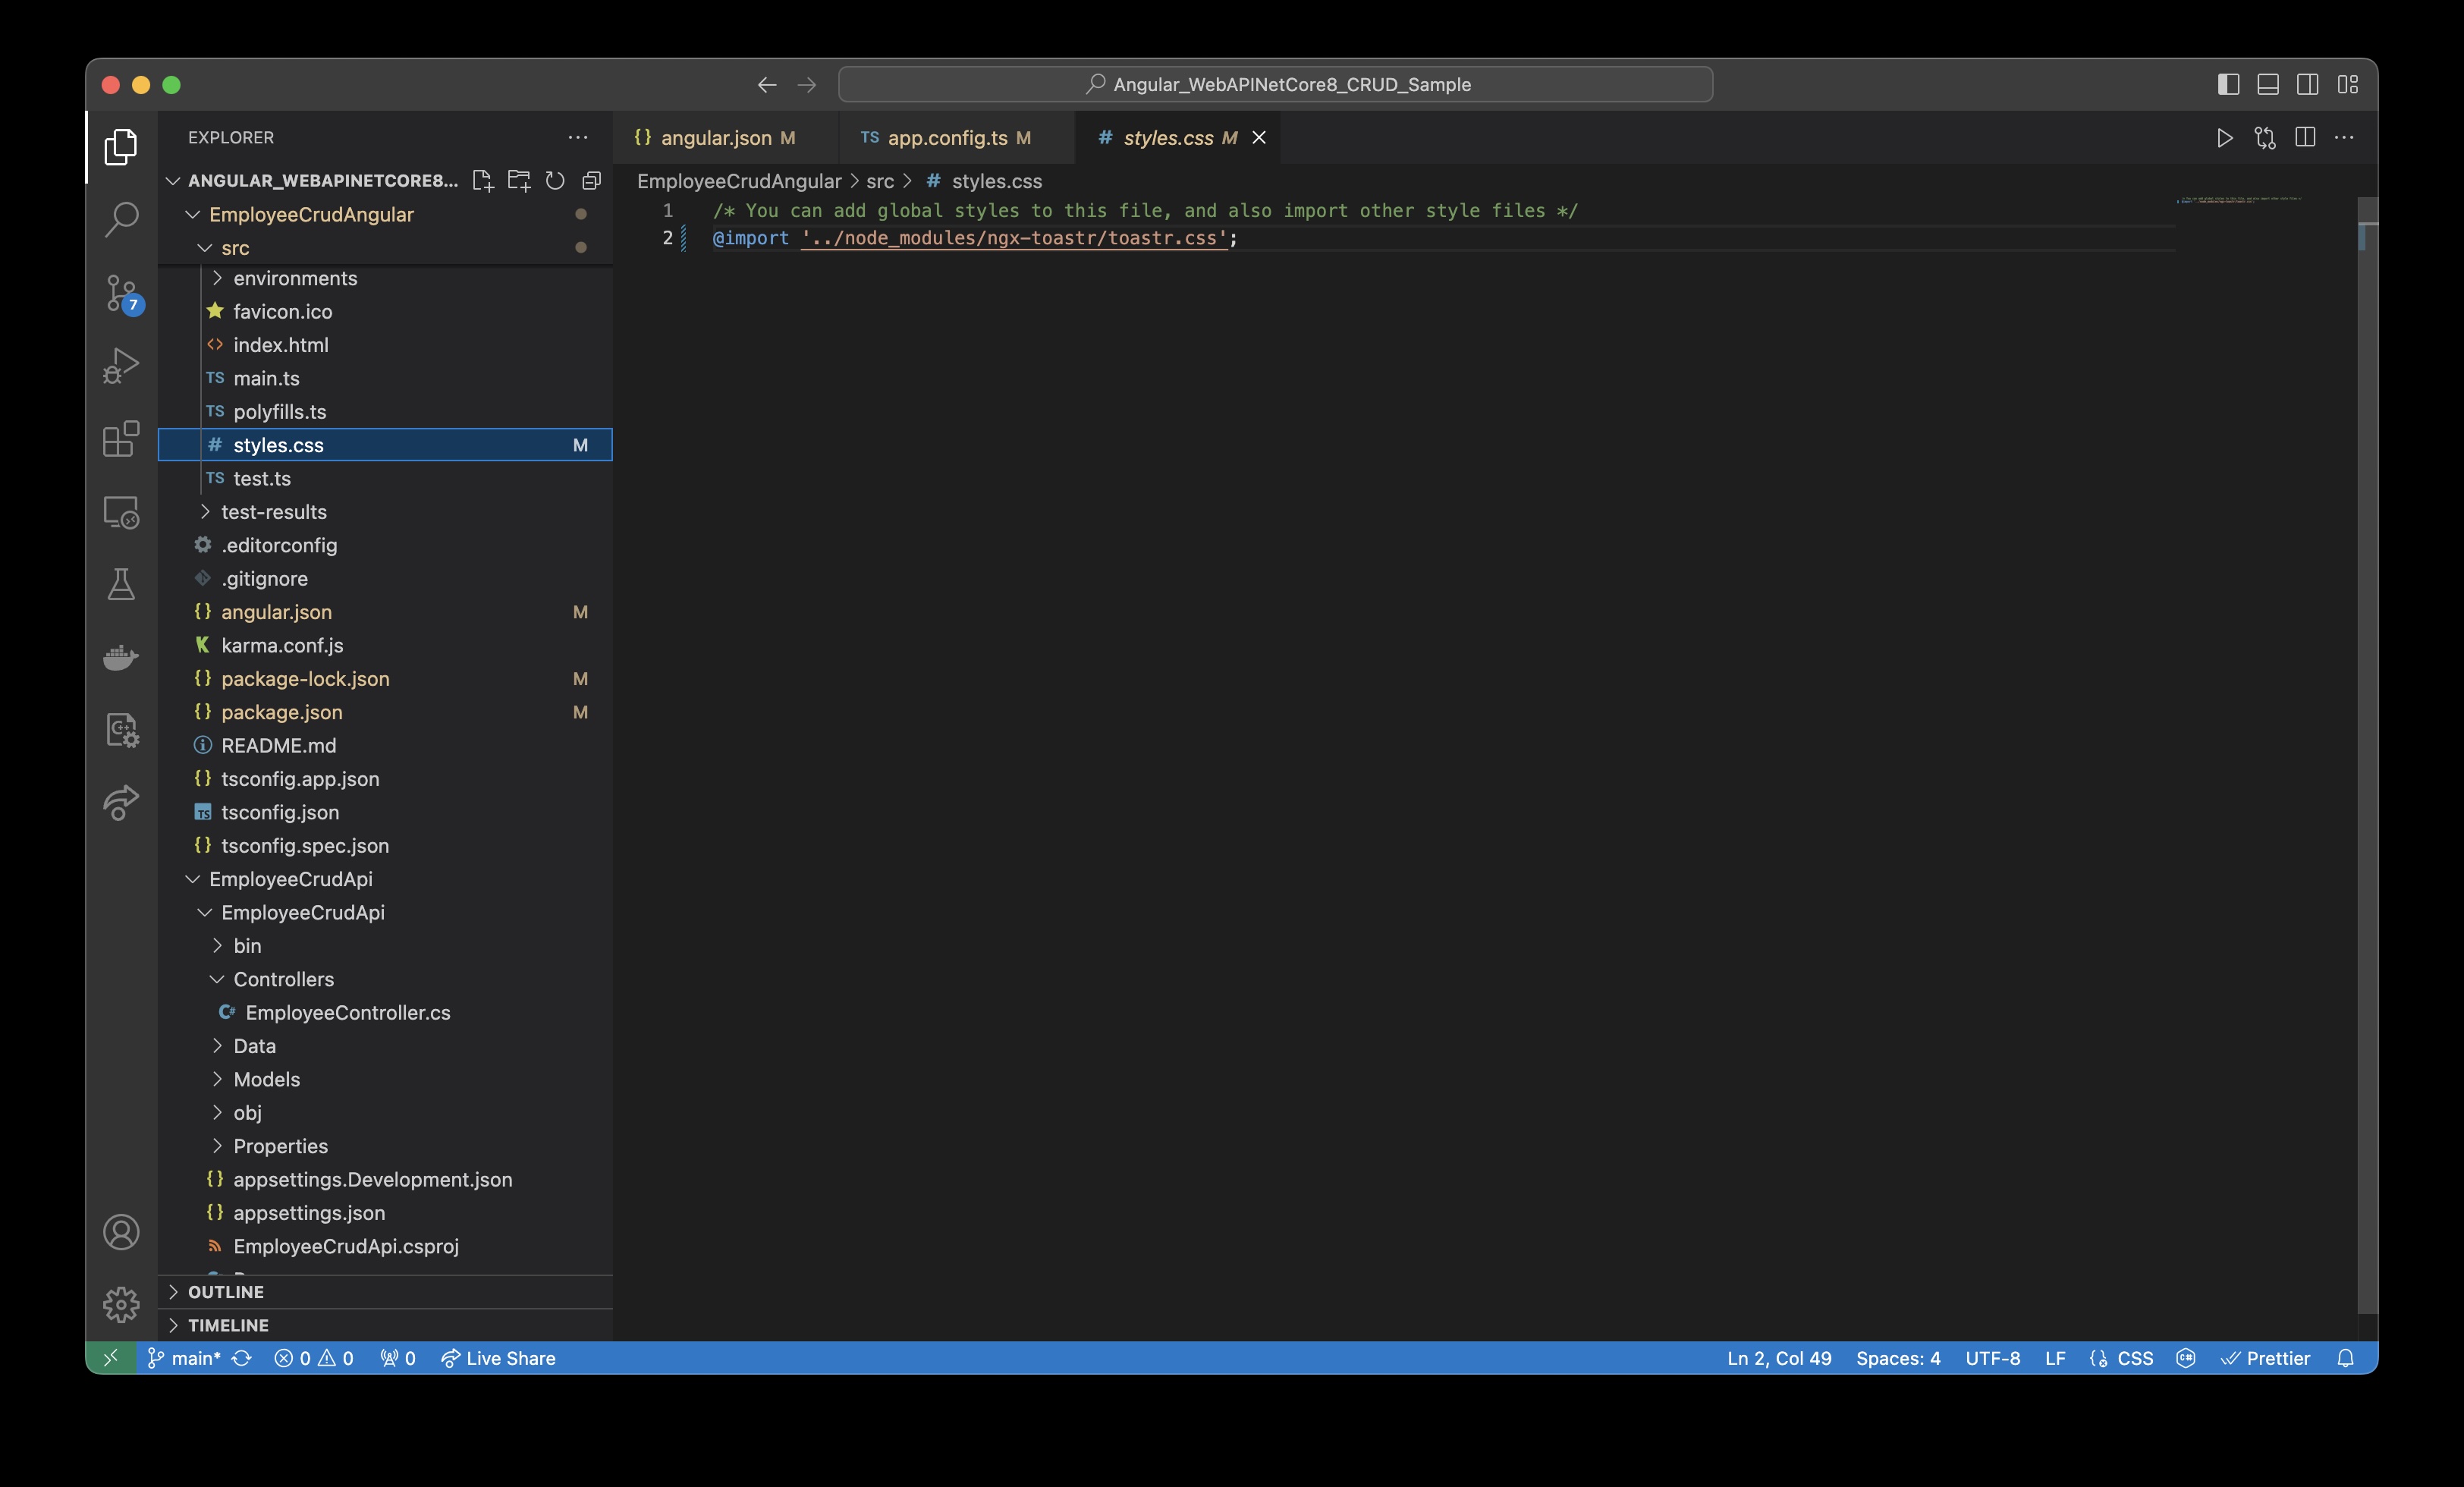 Angular_WebAPINetCore8_CRUD_Sample
EXPLORER
ANGULAR_WEBAPINETCORE8...
EmployeeCrudAngular
src
environments
favicon.ico
index.html
TS main.ts
TS polyfills.ts
# styles.css M
TS test.ts
test-results
.editorconfig
.gitignore
{} angular.json M
karma.conf.js
{} package-lock.json M
{} package.json M
README.md
{} tsconfig.app.json
TS tsconfig.json
{} tsconfig.spec.json
EmployeeCrudApi
EmployeeCrudApi
bin
Controllers
C# EmployeeController.cs
Data
Models
obj
Properties
{} appsettings.Development.json
{} appsettings.json
EmployeeCrudApi.csproj
OUTLINE
TIMELINE
7
{} angular.json M
TS app.config.ts M
# styles.css M
EmployeeCrudAngular > src > # styles.css
1 /* You can add global styles to this file, and also import other style files */
2 @import '../node_modules/ngx-toastr/toastr.css';
main* 0 0 0 Live Share
Ln 2, Col 49 Spaces: 4 UTF-8 LF CSS Prettier